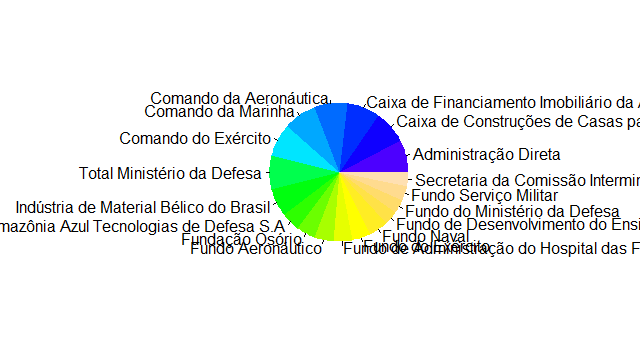 Comando da Aeronáutica
Caixa de Financiamento Imobiliário da A
Comando da Marinha
Caixa de Construções de Casas pa
Comando do Exército
Administração Direta
Total Ministério da Defesa
Secretaria da Comissão Intermin
Fundo Serviço Militar
Indústria de Material Bélico do Brasil
Fundo do Ministério da Defesa
mazônia Azul Tecnologias de Defesa S.A
Fundo de Desenvolvimento do Ensi
Fundação Osório
Fundo Naval
Fundo Aeronáutico
Fundo do Exército
Fundo de Administração do Hospital das F